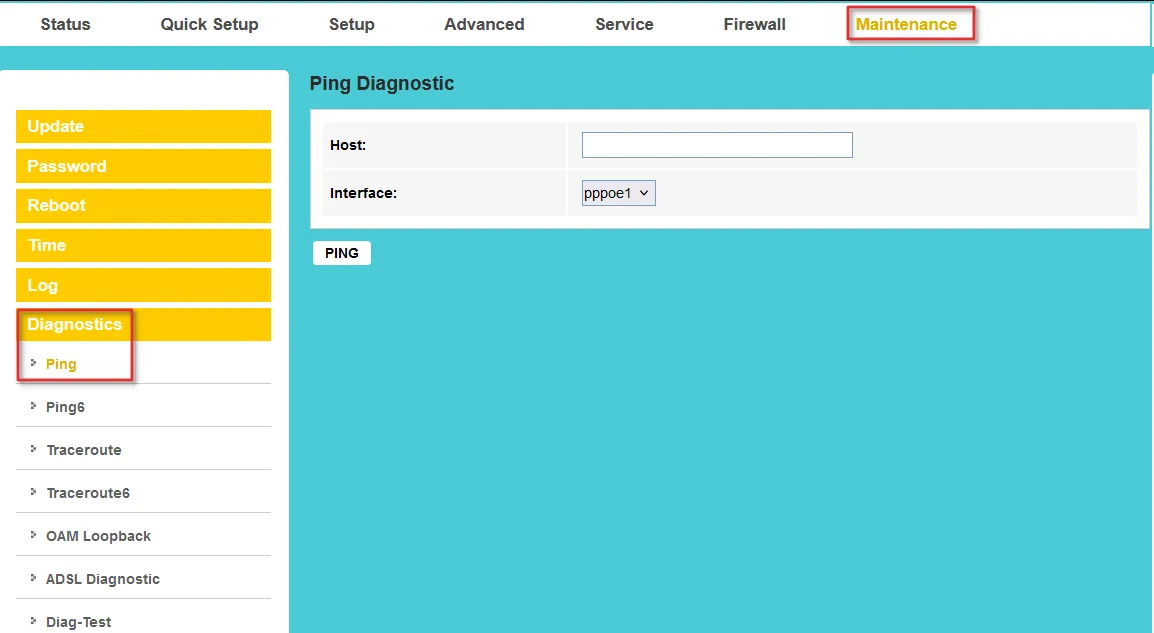 Status Quick Setup Setup Advanced Service Firewall Maintenance
Update
Password
Reboot
Time
Log
Diagnostics
Ping
Ping6
Traceroute
Traceroute6
OAM Loopback
ADSL Diagnostic
Diag-Test
Ping Diagnostic
Host:
Interface: pppoe1
PING